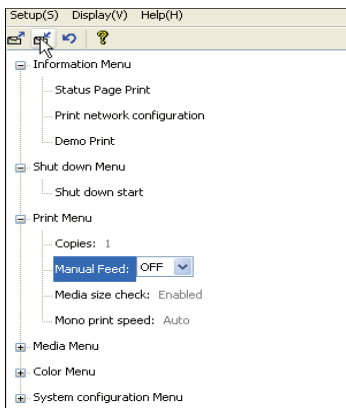 Setup(S) Display(V) Help(H)
Information Menu
Status Page Print
Print network configuration
Demo Print
Shut down Menu
Shut down start
Print Menu
Copies: 1
Manual Feed: OFF
Media size check: Enabled
Mono print speed: Auto
Media Menu
Color Menu
System configuration Menu